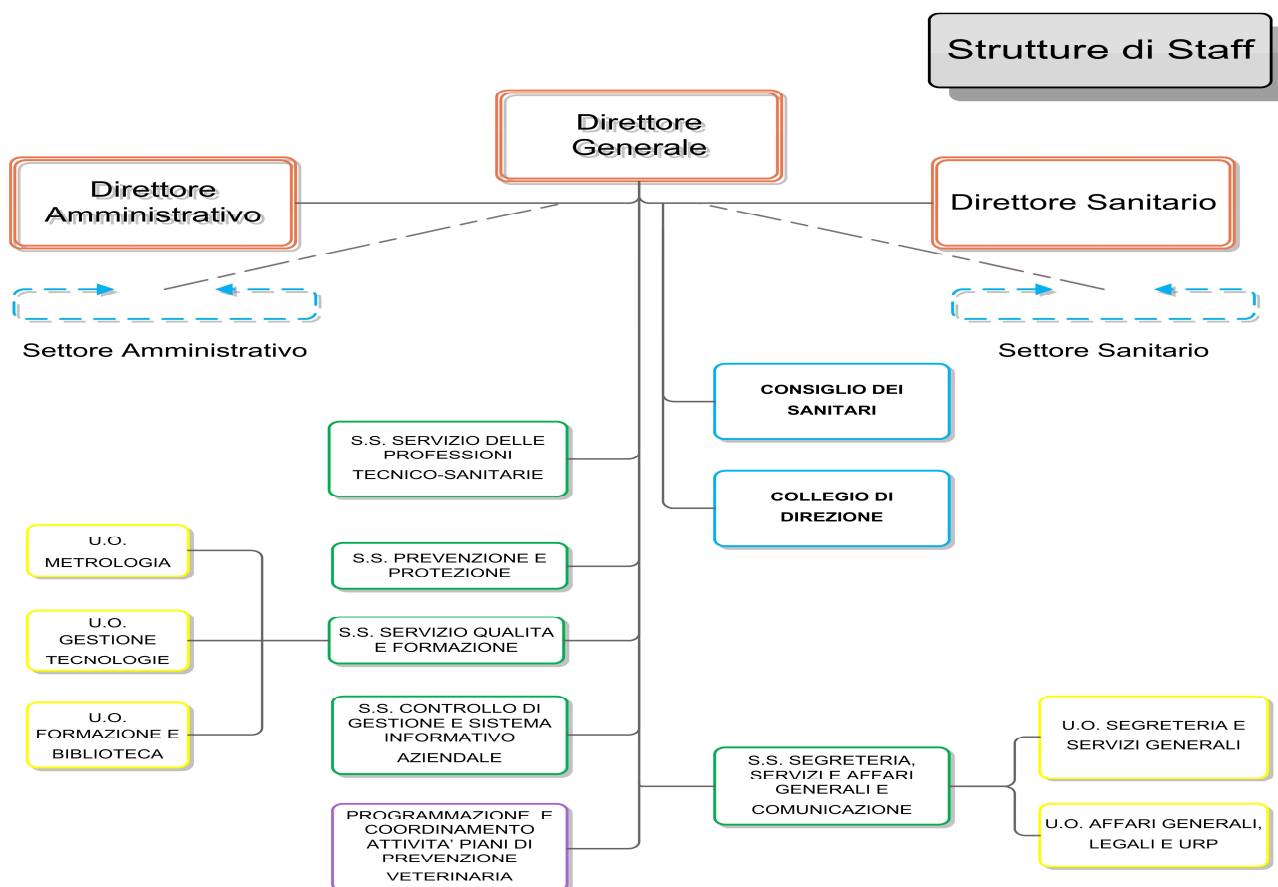 Strutture di Staff
Direttore
Generale
Direttore
Amministrativo
Direttore Sanitario
Settore Amministrativo
Settore Sanitario
CONSIGLIO DEI
SANITARI
S.S. SERVIZIO DELLE
PROFESSIONI
TECNICO-SANITARIE
COLLEGIO DI
DIREZIONE
U.O.
METROLOGIA
S.S. PREVENZIONE E
PROTEZIONE
U.O.
GESTIONE
TECNOLOGIE
S.S. SERVIZIO QUALITA
E FORMAZIONE
U.O.
FORMAZIONE E
BIBLIOTECA
S.S. CONTROLLO DI
GESTIONE E SISTEMA
INFORMATIVO
AZIENDALE
S.S. SEGRETERIA,
SERVIZI E AFFARI
GENERALI E
COMUNICAZIONE
U.O. SEGRETERIA E
SERVIZI GENERALI
U.O. AFFARI GENERALI,
LEGALI E URP
PROGRAMMAZIONE E
COORDINAMENTO
ATTIVITA' PIANI DI
PREVENZIONE
VETERINARIA